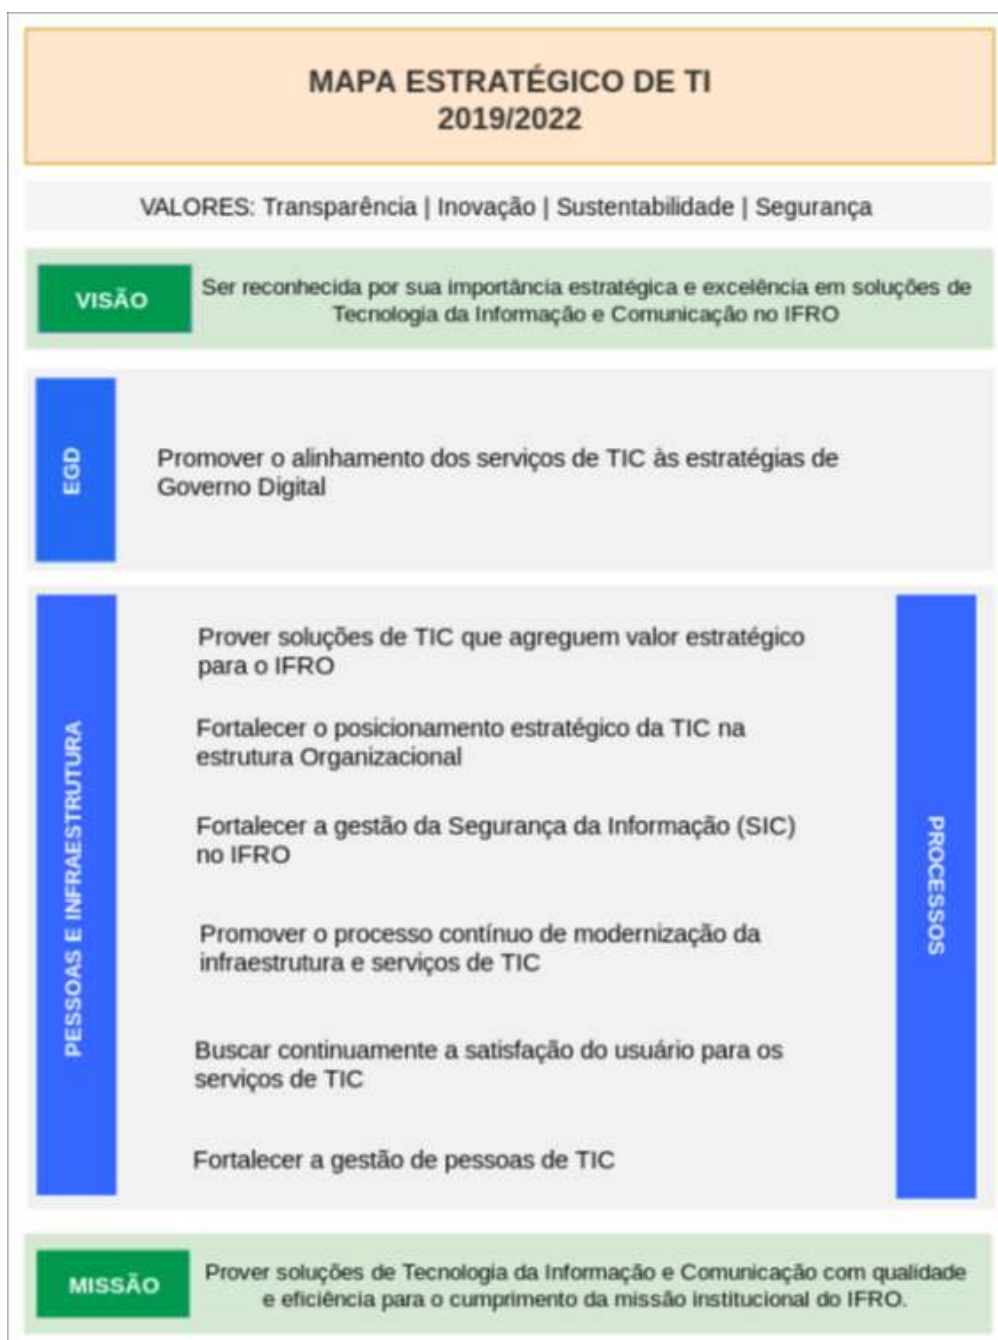 MAPA ESTRATÉGICO DE TI
2019/2022
VALORES: Transparência | Inovação | Sustentabilidade | Segurança
VISÃO
Ser reconhecida por sua importância estratégica e excelência em soluções de
Tecnologia da Informação e Comunicação no IFRO
EGD
Promover o alinhamento dos serviços de TIC às estratégias de
Governo Digital
PESSOAS E INFRAESTRUTURA
Prover soluções de TIC que agreguem valor estratégico
para o IFRO
Fortalecer o posicionamento estratégico da TIC na
estrutura Organizacional
Fortalecer a gestão da Segurança da Informação (SIC)
no IFRO
Promover o processo contínuo de modernização da
infraestrutura e serviços de TIC
Buscar continuamente a satisfação do usuário para os
serviços de TIC
Fortalecer a gestão de pessoas de TIC
PROCESSOS
MISSÃO
Prover soluções de Tecnologia da Informação e Comunicação com qualidade
e eficiência para o cumprimento da missão institucional do IFRO.